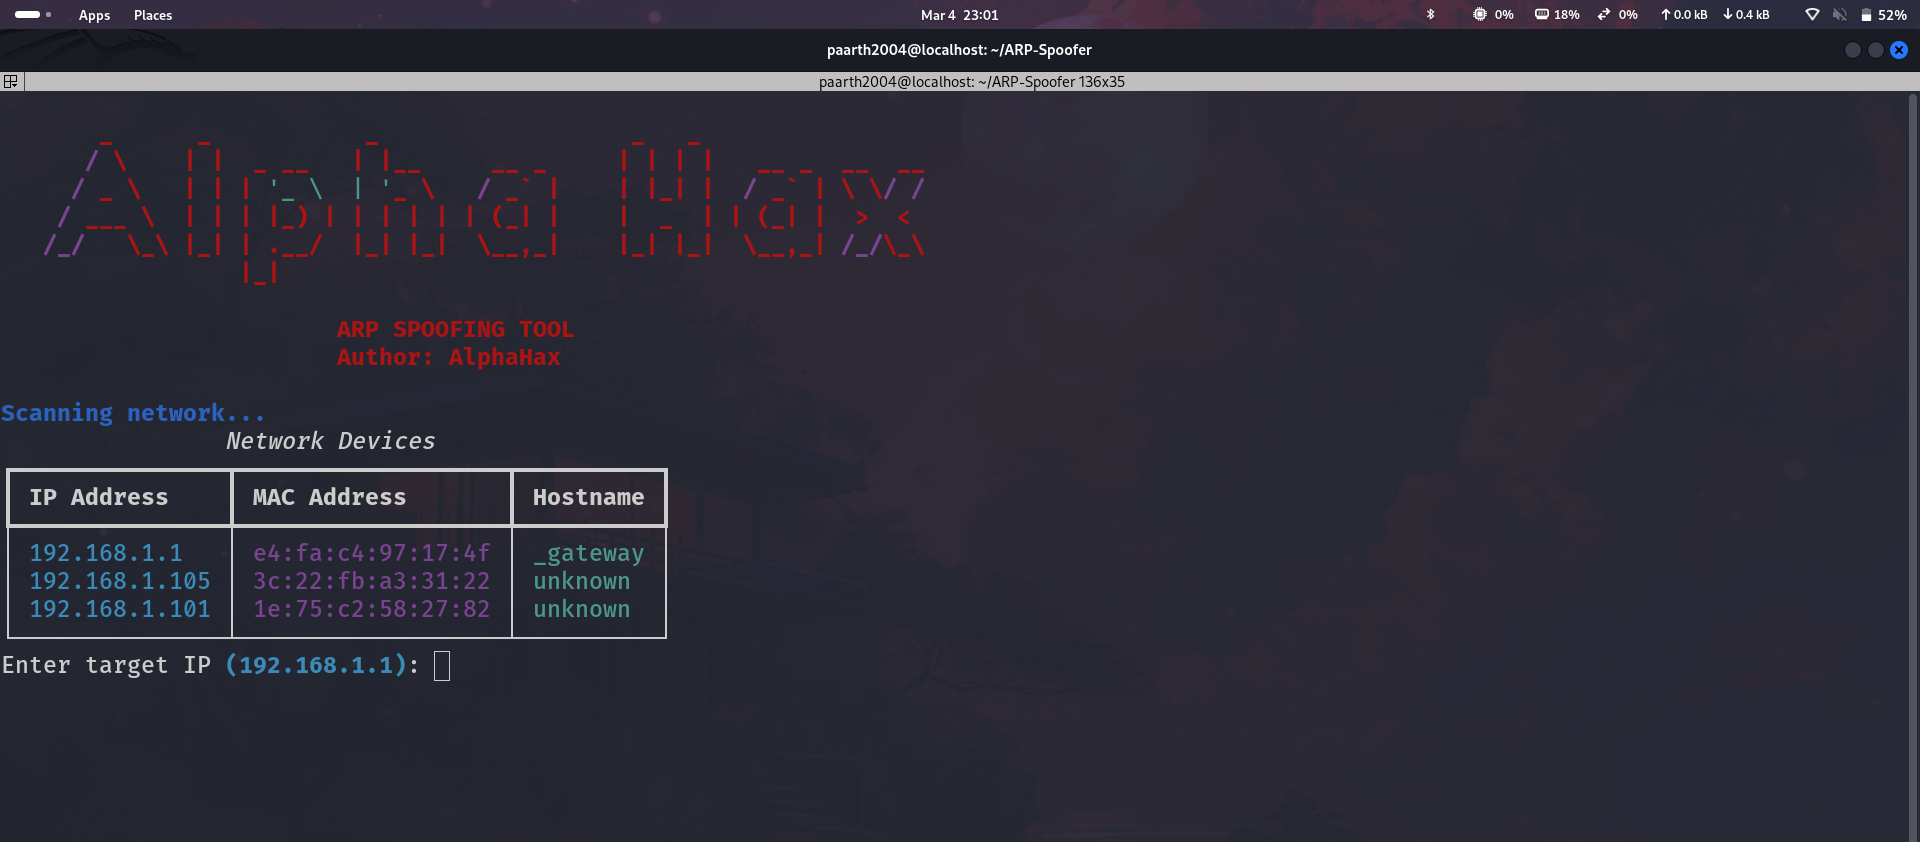 Apps Places Mar 4 23:01 0% 18% 0% ↑0.0 kB ↓0.4 kB 52%
paarth2004@localhost: ~/ARP-Spoofer
paarth2004@localhost: ~/ARP-Spoofer 136x35
Alpha Hax
ARP SPOOFING TOOL
Author: AlphaHax
Scanning network...
Network Devices
IP Address MAC Address Hostname
192.168.1.1 e4:fa:c4:97:17:4f _gateway
192.168.1.105 3c:22:fb:a3:31:22 unknown
192.168.1.101 1e:75:c2:58:27:82 unknown
Enter target IP (192.168.1.1):